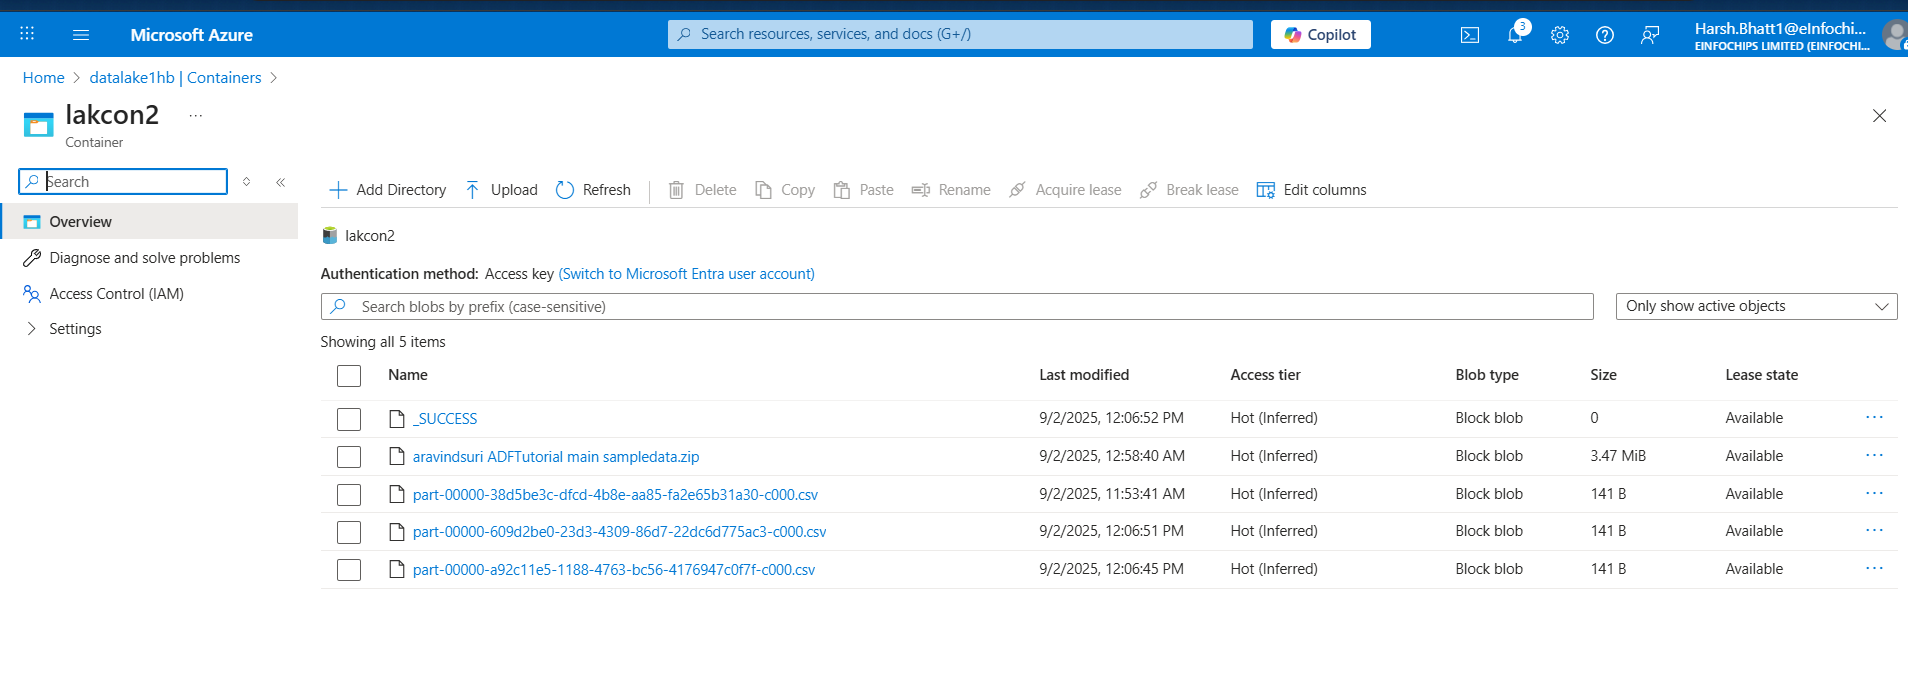 Microsoft Azure
Search resources, services, and docs (G+/)
Copilot
3
Harsh.Bhatt1@eInfochi...
EINFOCHIPS LIMITED (EINFOCHI...
Home > datalake1hb | Containers >
lakcon2 ...
Container
Search
Add Directory Upload Refresh Delete Copy Paste Rename Acquire lease Break lease Edit columns
Overview
Diagnose and solve problems
Access Control (IAM)
Settings
lakcon2
Authentication method: Access key (Switch to Microsoft Entra user account)
Search blobs by prefix (case-sensitive) Only show active objects
Showing all 5 items
Name Last modified Access tier Blob type Size Lease state
_SUCCESS 9/2/2025, 12:06:52 PM Hot (Inferred) Block blob 0 Available ...
aravindsuri ADFTutorial main sampledata.zip 9/2/2025, 12:58:40 AM Hot (Inferred) Block blob 3.47 MiB Available ...
part-00000-38d5be3c-dfcd-4b8e-aa85-fa2e65b31a30-c000.csv 9/2/2025, 11:53:41 AM Hot (Inferred) Block blob 141 B Available ...
part-00000-609d2be0-23d3-4309-86d7-22dc6d775ac3-c000.csv 9/2/2025, 12:06:51 PM Hot (Inferred) Block blob 141 B Available ...
part-00000-a92c11e5-1188-4763-bc56-4176947c0f7f-c000.csv 9/2/2025, 12:06:45 PM Hot (Inferred) Block blob 141 B Available ...